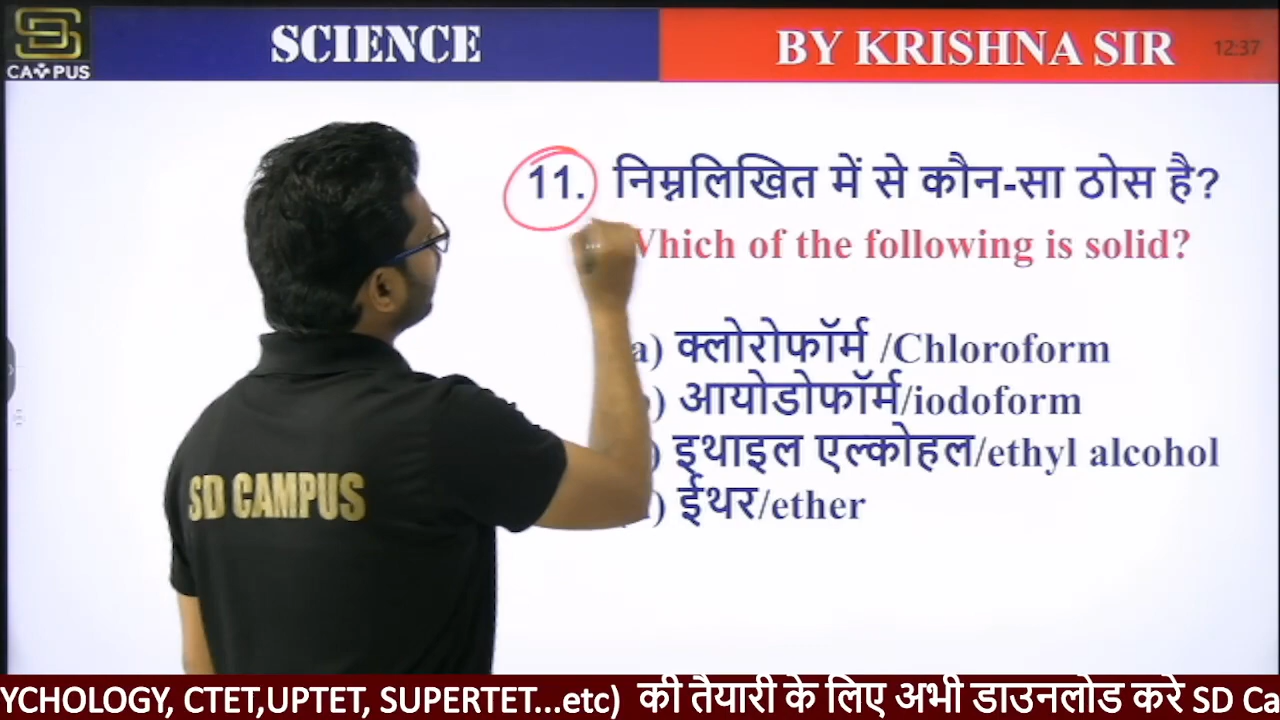 SCIENCE
BY KRISHNA SIR
12:37
CAMPUS
11. निम्नलिखित में से कौन-सा ठोस है?
Which of the following is solid?
a) क्लोरोफॉर्म /Chloroform
) आयोडोफॉर्म/iodoform
) इथाइल एल्कोहल/ethyl alcohol
) ईथर/ether
SD CAMPUS
YCHOLOGY, CTET,UPTET, SUPERTET...etc) की तैयारी के लिए अभी डाउनलोड करे SD Ca